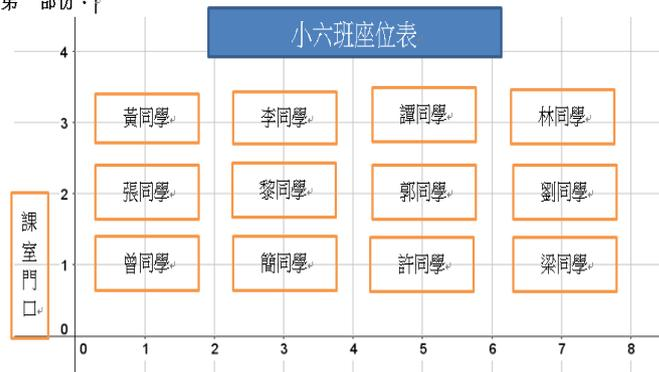 小六班座位表
4
3 黃同學 李同學 譚同學 林同學
2 張同學 黎同學 郭同學 劉同學
課室門口
1 曾同學 簡同學 許同學 梁同學
0
0 1 2 3 4 5 6 7 8